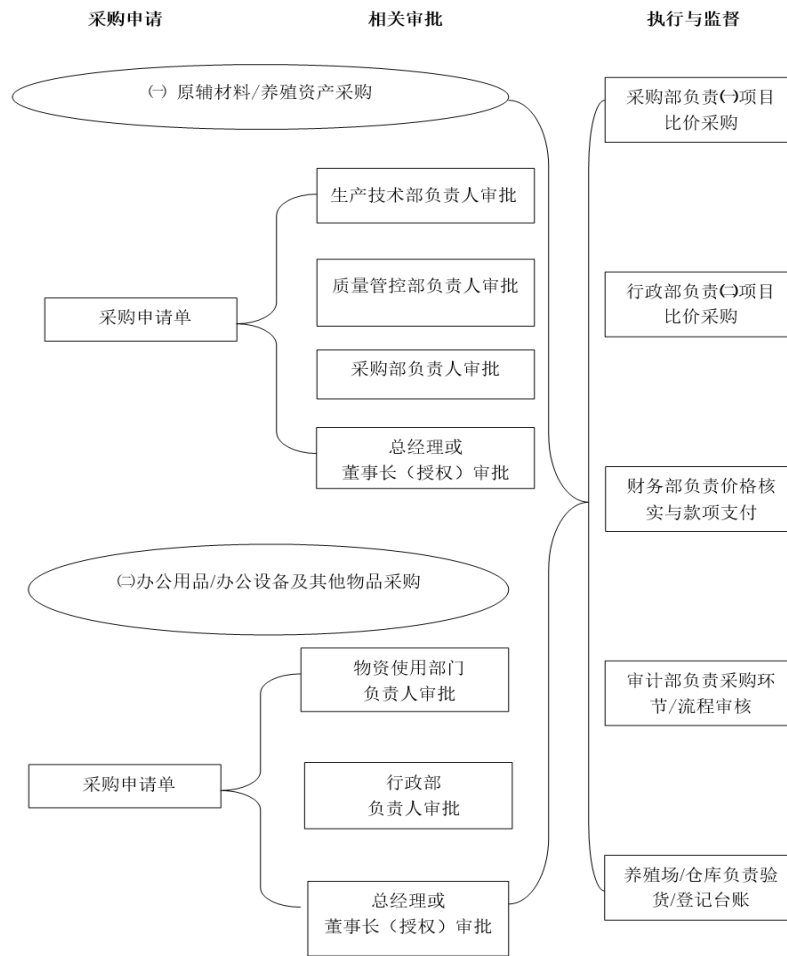 采购申请
相关审批
执行与监督
㈠ 原辅材料/养殖资产采购
采购部负责㈠项目
比价采购
生产技术部负责人审批
质量管控部负责人审批
行政部负责㈡项目
比价采购
采购申请单
采购部负责人审批
总经理或
董事长（授权）审批
财务部负责价格核
实与款项支付
㈡办公用品/办公设备及其他物品采购
物资使用部门
负责人审批
审计部负责采购环
节/流程审核
采购申请单
行政部
负责人审批
总经理或
董事长（授权）审批
养殖场/仓库负责验
货/登记台账